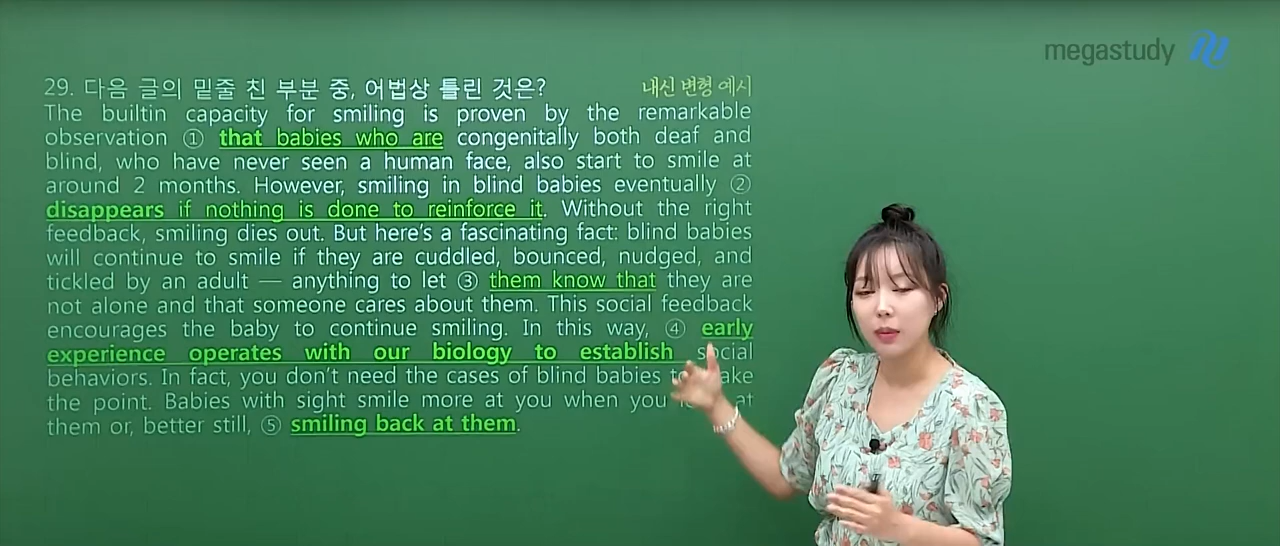 megastudy
29. 다음 글의 밑줄 친 부분 중, 어법상 틀린 것은?
내신 변형 예시
The builtin capacity for smiling is proven by the remarkable
observation ① that babies who are congenitally both deaf and
blind, who have never seen a human face, also start to smile at
around 2 months. However, smiling in blind babies eventually ②
disappears if nothing is done to reinforce it. Without the right
feedback, smiling dies out. But here's a fascinating fact: blind babies
will continue to smile if they are cuddled, bounced, nudged, and
tickled by an adult — anything to let ③ them know that they are
not alone and that someone cares about them. This social feedback
encourages the baby to continue smiling. In this way, ④ early
experience operates with our biology to establish social
behaviors. In fact, you don't need the cases of blind babies to
the point. Babies with sight smile more at you when you at
them or, better still, ⑤ smiling back at them.